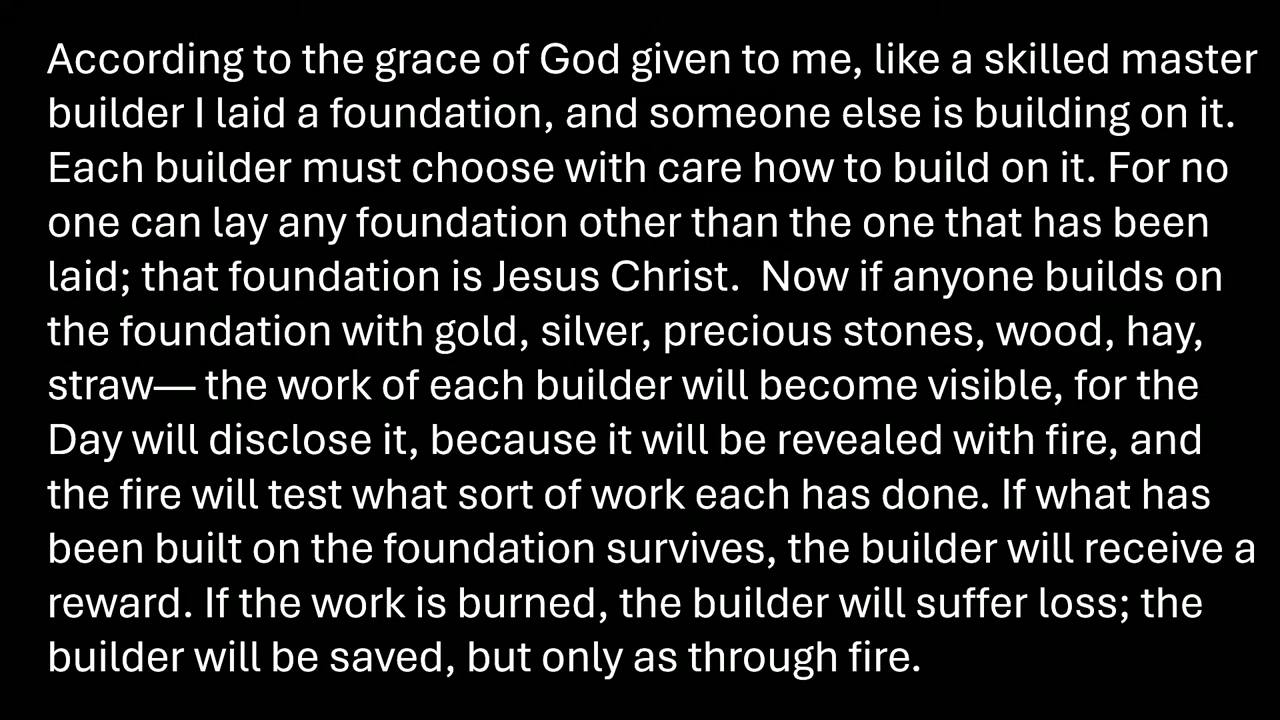 According to the grace of God given to me, like a skilled master
builder I laid a foundation, and someone else is building on it.
Each builder must choose with care how to build on it. For no
one can lay any foundation other than the one that has been
laid; that foundation is Jesus Christ.  Now if anyone builds on
the foundation with gold, silver, precious stones, wood, hay,
straw— the work of each builder will become visible, for the
Day will disclose it, because it will be revealed with fire, and
the fire will test what sort of work each has done. If what has
been built on the foundation survives, the builder will receive a
reward. If the work is burned, the builder will suffer loss; the
builder will be saved, but only as through fire.